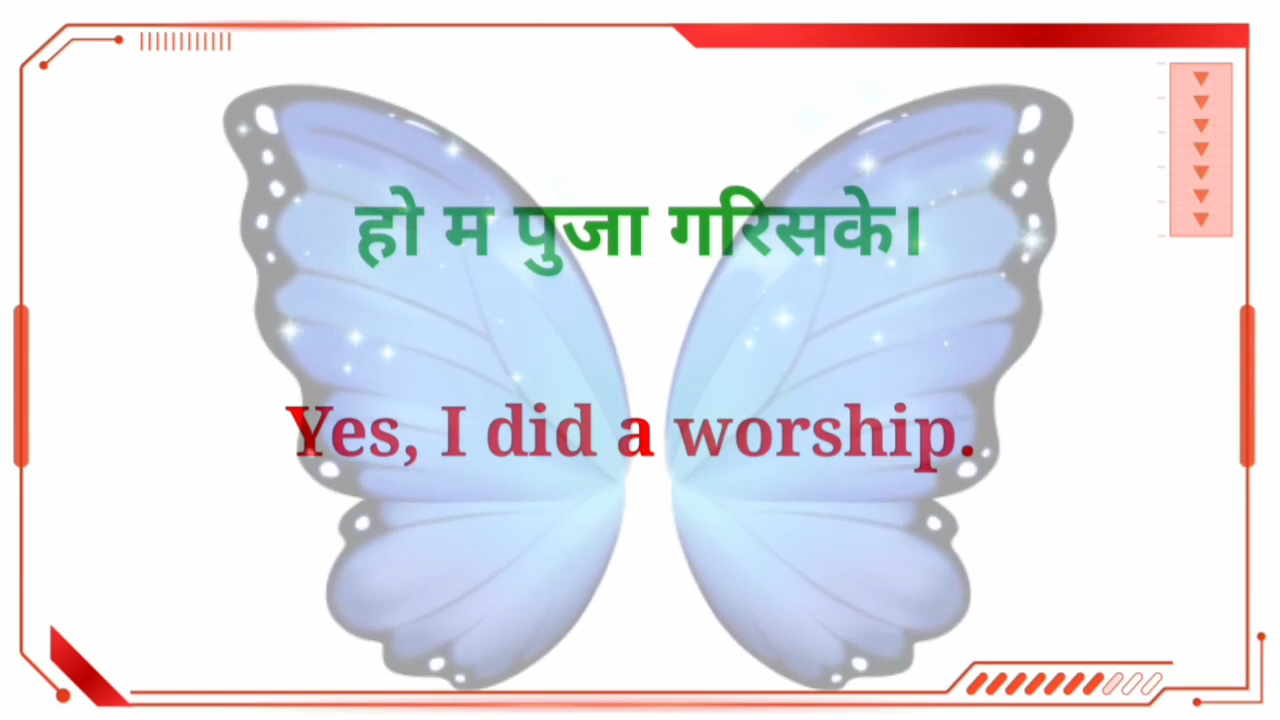 हो म पुजा गरिसके।
Yes, I did a worship.